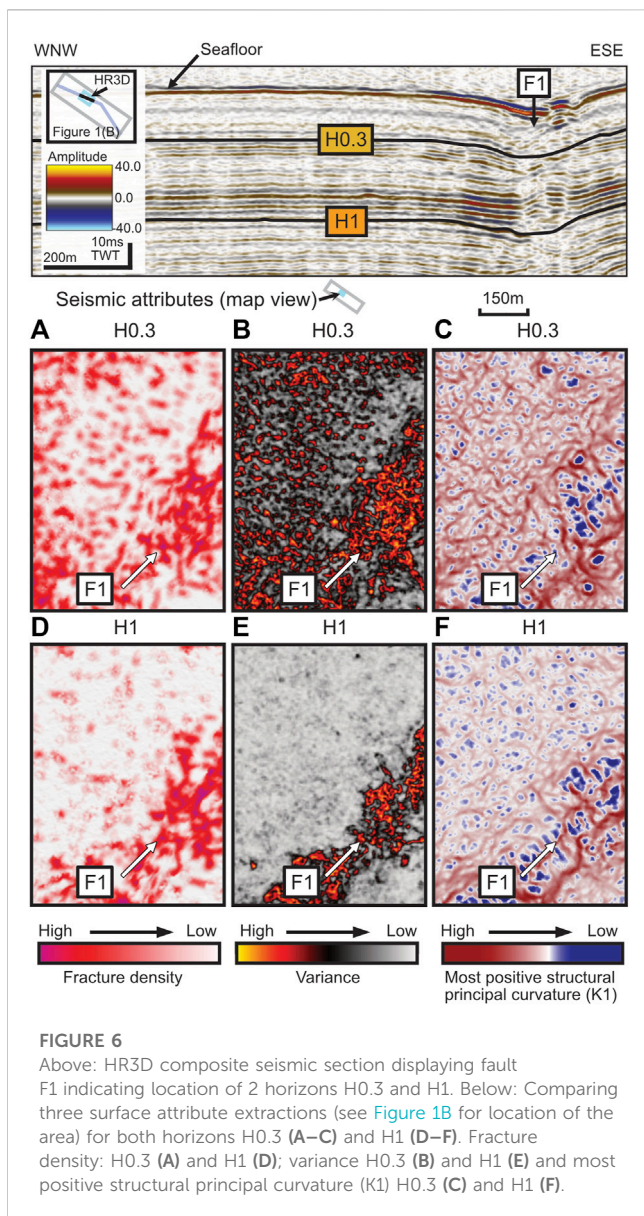 WNW
Seafloor
ESE
HR3D
F1
Figure 1(B)
H0.3
Amplitude
40.0
0.0
-40.0
H1
10ms
200m TWT
Seismic attributes (map view)
150m
A H0.3
B H0.3
C H0.3
F1
F1
F1
D H1
E H1
F H1
F1
F1
F1
High Low
High Low
High Low
Fracture density
Variance
Most positive structural
principal curvature (K1)
FIGURE 6
Above: HR3D composite seismic section displaying fault
F1 indicating location of 2 horizons H0.3 and H1. Below: Comparing
three surface attribute extractions (see Figure 1B for location of the
area) for both horizons H0.3 (A–C) and H1 (D–F). Fracture
density: H0.3 (A) and H1 (D); variance H0.3 (B) and H1 (E) and most
positive structural principal curvature (K1) H0.3 (C) and H1 (F).